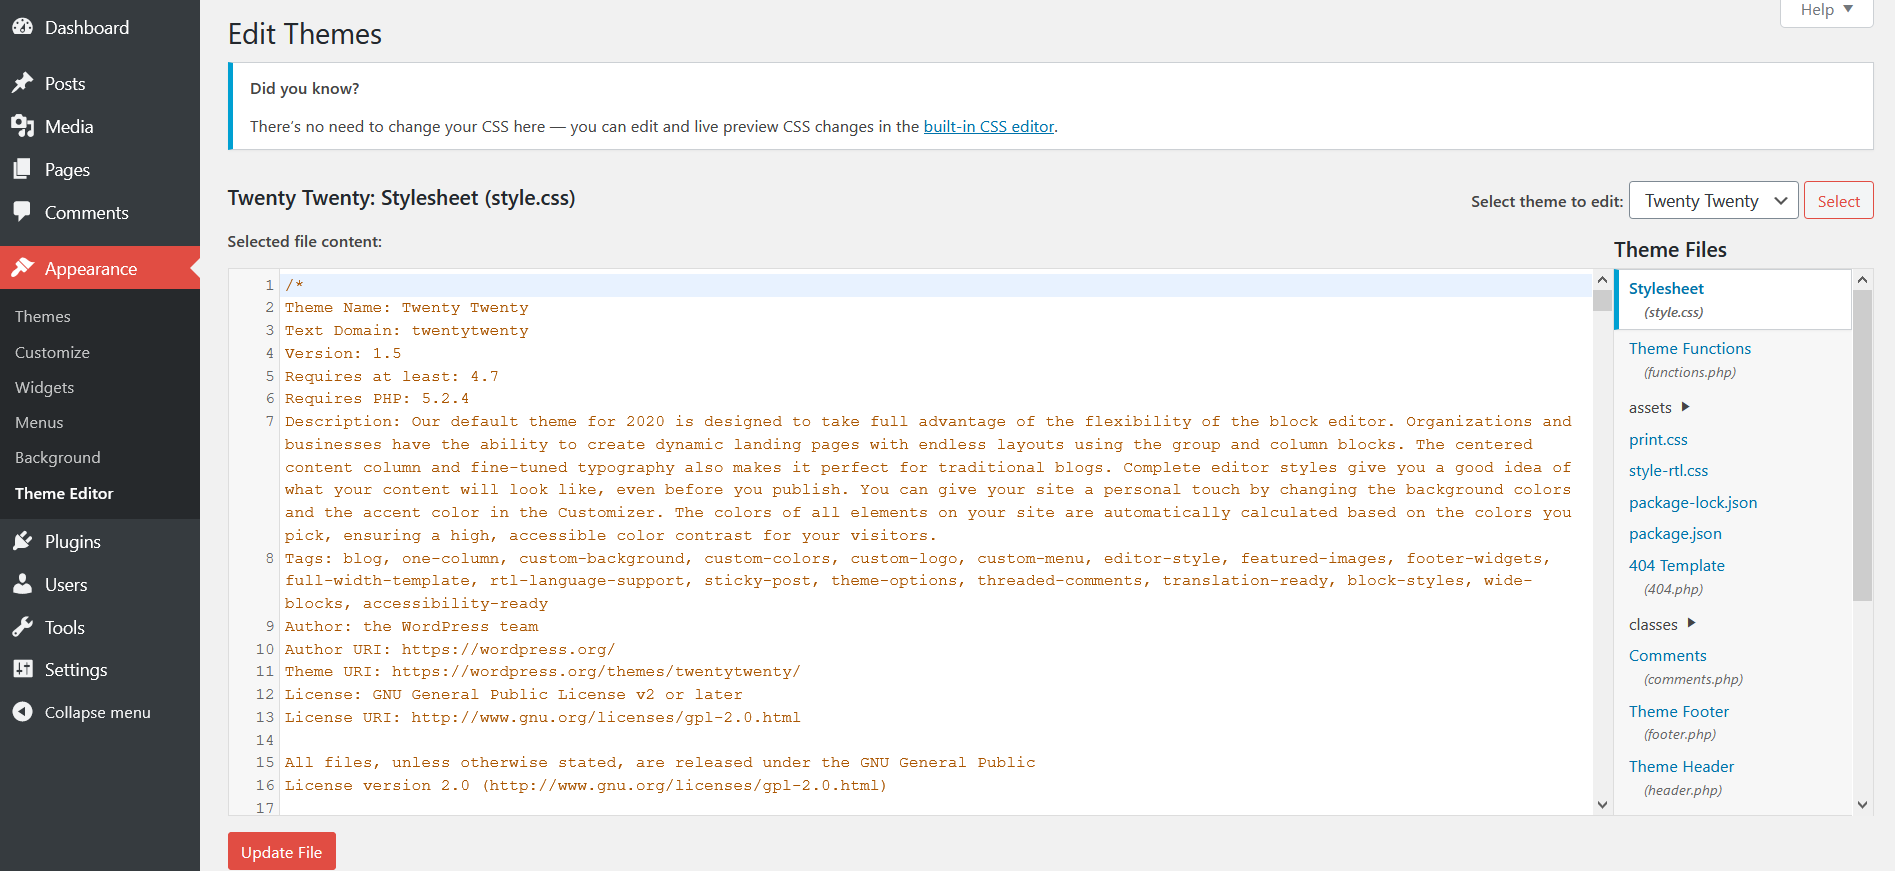 Dashboard
Posts
Media
Pages
Comments
Appearance
Themes
Customize
Widgets
Menus
Background
Theme Editor
Plugins
Users
Tools
Settings
Collapse menu
Help
Edit Themes
Did you know?
There's no need to change your CSS here — you can edit and live preview CSS changes in the built-in CSS editor.
Twenty Twenty: Stylesheet (style.css)
Select theme to edit: Twenty Twenty Select
Selected file content:
1 /*
2 Theme Name: Twenty Twenty
3 Text Domain: twentytwenty
4 Version: 1.5
5 Requires at least: 4.7
6 Requires PHP: 5.2.4
7 Description: Our default theme for 2020 is designed to take full advantage of the flexibility of the block editor. Organizations and
businesses have the ability to create dynamic landing pages with endless layouts using the group and column blocks. The centered
content column and fine-tuned typography also makes it perfect for traditional blogs. Complete editor styles give you a good idea of
what your content will look like, even before you publish. You can give your site a personal touch by changing the background colors
and the accent color in the Customizer. The colors of all elements on your site are automatically calculated based on the colors you
pick, ensuring a high, accessible color contrast for your visitors.
8 Tags: blog, one-column, custom-background, custom-colors, custom-logo, custom-menu, editor-style, featured-images, footer-widgets,
full-width-template, rtl-language-support, sticky-post, theme-options, threaded-comments, translation-ready, block-styles, wide-
blocks, accessibility-ready
9 Author: the WordPress team
10 Author URI: https://wordpress.org/
11 Theme URI: https://wordpress.org/themes/twentytwenty/
12 License: GNU General Public License v2 or later
13 License URI: http://www.gnu.org/licenses/gpl-2.0.html
14
15 All files, unless otherwise stated, are released under the GNU General Public
16 License version 2.0 (http://www.gnu.org/licenses/gpl-2.0.html)
17
Theme Files
Stylesheet
(style.css)
Theme Functions
(functions.php)
assets
print.css
style-rtl.css
package-lock.json
package.json
404 Template
(404.php)
classes
Comments
(comments.php)
Theme Footer
(footer.php)
Theme Header
(header.php)
Update File